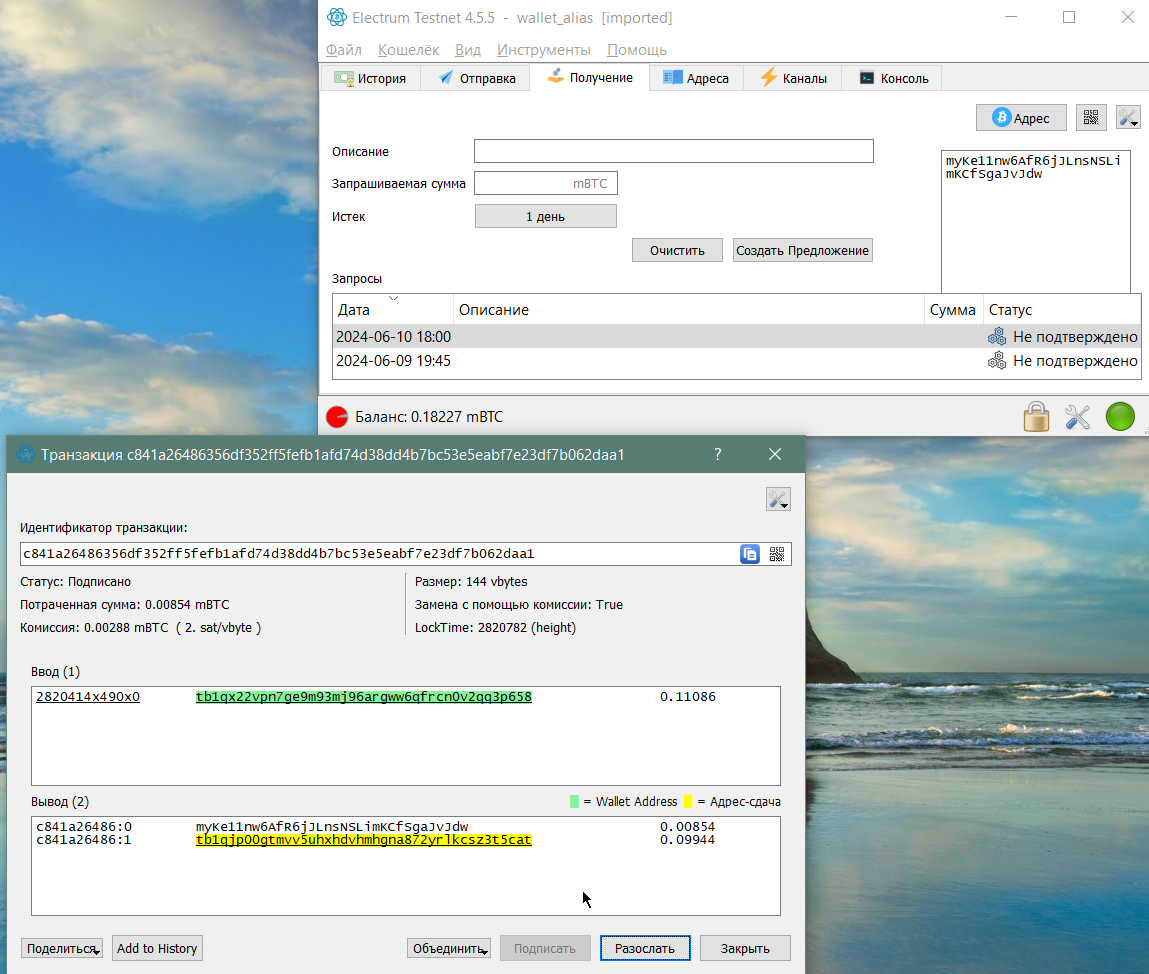 Electrum Testnet 4.5.5 - wallet_alias [imported]
Файл Кошелёк Вид Инструменты Помощь
История Отправка Получение Адреса Каналы Консоль
Адрес
Описание
myKe11nw6AfR6jJLnsNSLi
mKCfSgaJvJdw
Запрашиваемая сумма mBTC
Истек 1 день
Очистить Создать Предложение
Запросы
Дата Описание Сумма Статус
2024-06-10 18:00 Не подтверждено
2024-06-09 19:45 Не подтверждено
Баланс: 0.18227 mBTC
Транзакция c841a26486356df352ff5fefb1afd74d38dd4b7bc53e5eabf7e23df7b062daa1 ?
Идентификатор транзакции:
c841a26486356df352ff5fefb1afd74d38dd4b7bc53e5eabf7e23df7b062daa1
Статус: Подписано Размер: 144 vbytes
Потраченная сумма: 0.00854 mBTC Замена с помощью комиссии: True
Комиссия: 0.00288 mBTC ( 2. sat/vbyte ) LockTime: 2820782 (height)
Ввод (1)
2820414x490x0 tb1qx22vpn7ge9m93mj96argww6qfrcn0v2qq3p658 0.11086
Вывод (2) = Wallet Address = Адрес-сдача
c841a26486:0 myKe11nw6AfR6jJLnsNSLimKCfSgaJvJdw 0.00854
c841a26486:1 tb1qjp00gtmvv5uhxhdvhmhgna872yrlkcsz3t5cat 0.09944
Поделиться Add to History Объединить Подписать Разослать Закрыть